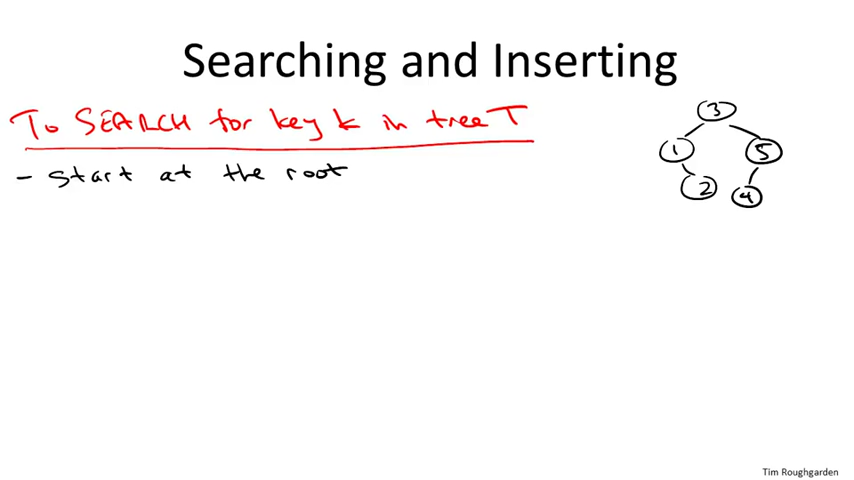 Searching and Inserting
To SEARCH for key k in tree T
- start at the root
3
1
5
2
4
Tim Roughgarden